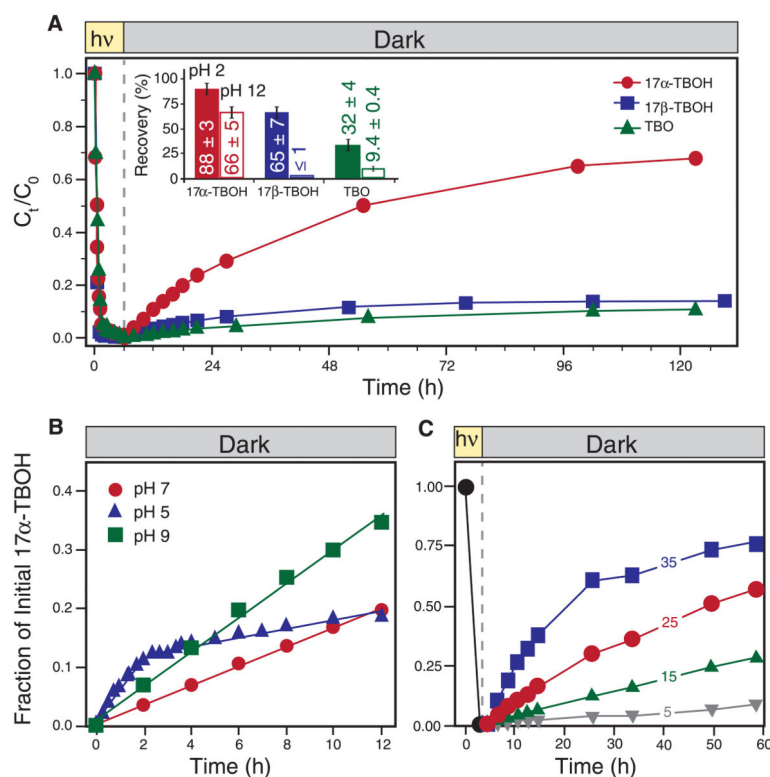 A
hν
Dark
1.0
0.8
0.6
0.4
0.2
0.0
C_t/C_0
0
24
48
72
96
120
Time (h)
17α-TBOH
17β-TBOH
TBO
Recovery (%)
100
75
50
25
0
pH 2
pH 12
88 ± 3
66 ± 5
65 ± 7
≤ 1
32 ± 4
9.4 ± 0.4
17α-TBOH
17β-TBOH
TBO
B
Dark
Fraction of Initial 17α-TBOH
0.4
0.3
0.2
0.1
0.0
pH 7
pH 5
pH 9
0
2
4
6
8
10
12
Time (h)
C
hν
Dark
1.00
0.75
0.50
0.25
0.00
35
25
15
5
0
10
20
30
40
50
60
Time (h)